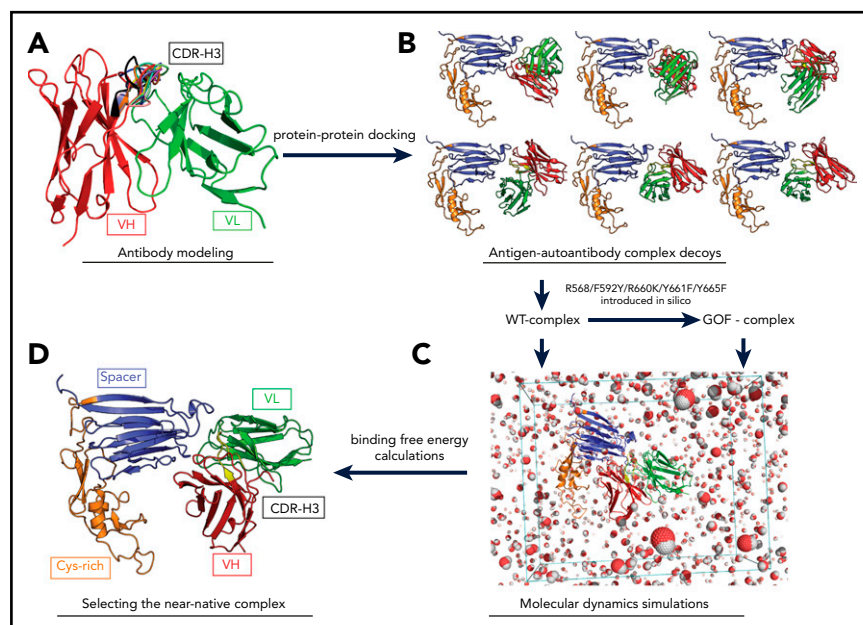 A
CDR-H3
VH
VL
Antibody modeling
protein-protein docking
B
Antigen-autoantibody complex decoys
R568/F592Y/R660K/Y661F/Y665F
introduced in silico
WT-complex
GOF - complex
C
Molecular dynamics simulations
binding free energy
calculations
D
Spacer
VL
CDR-H3
VH
Cys-rich
Selecting the near-native complex